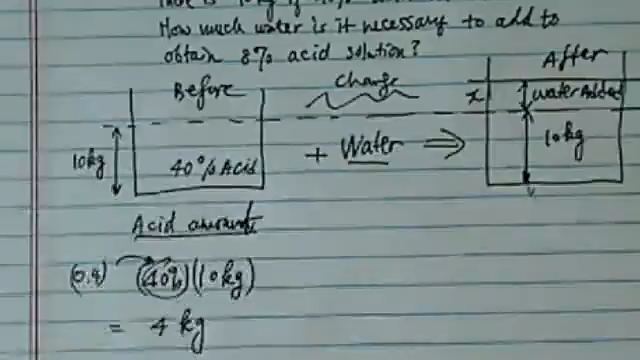 How much water is it necessary to add to
obtain 8% acid solution?
Before
Change
After
x
Water Added
10kg
40% Acid
+ Water ⇒
10kg
Acid amount
(0.4) (40%)(10kg)
= 4 kg